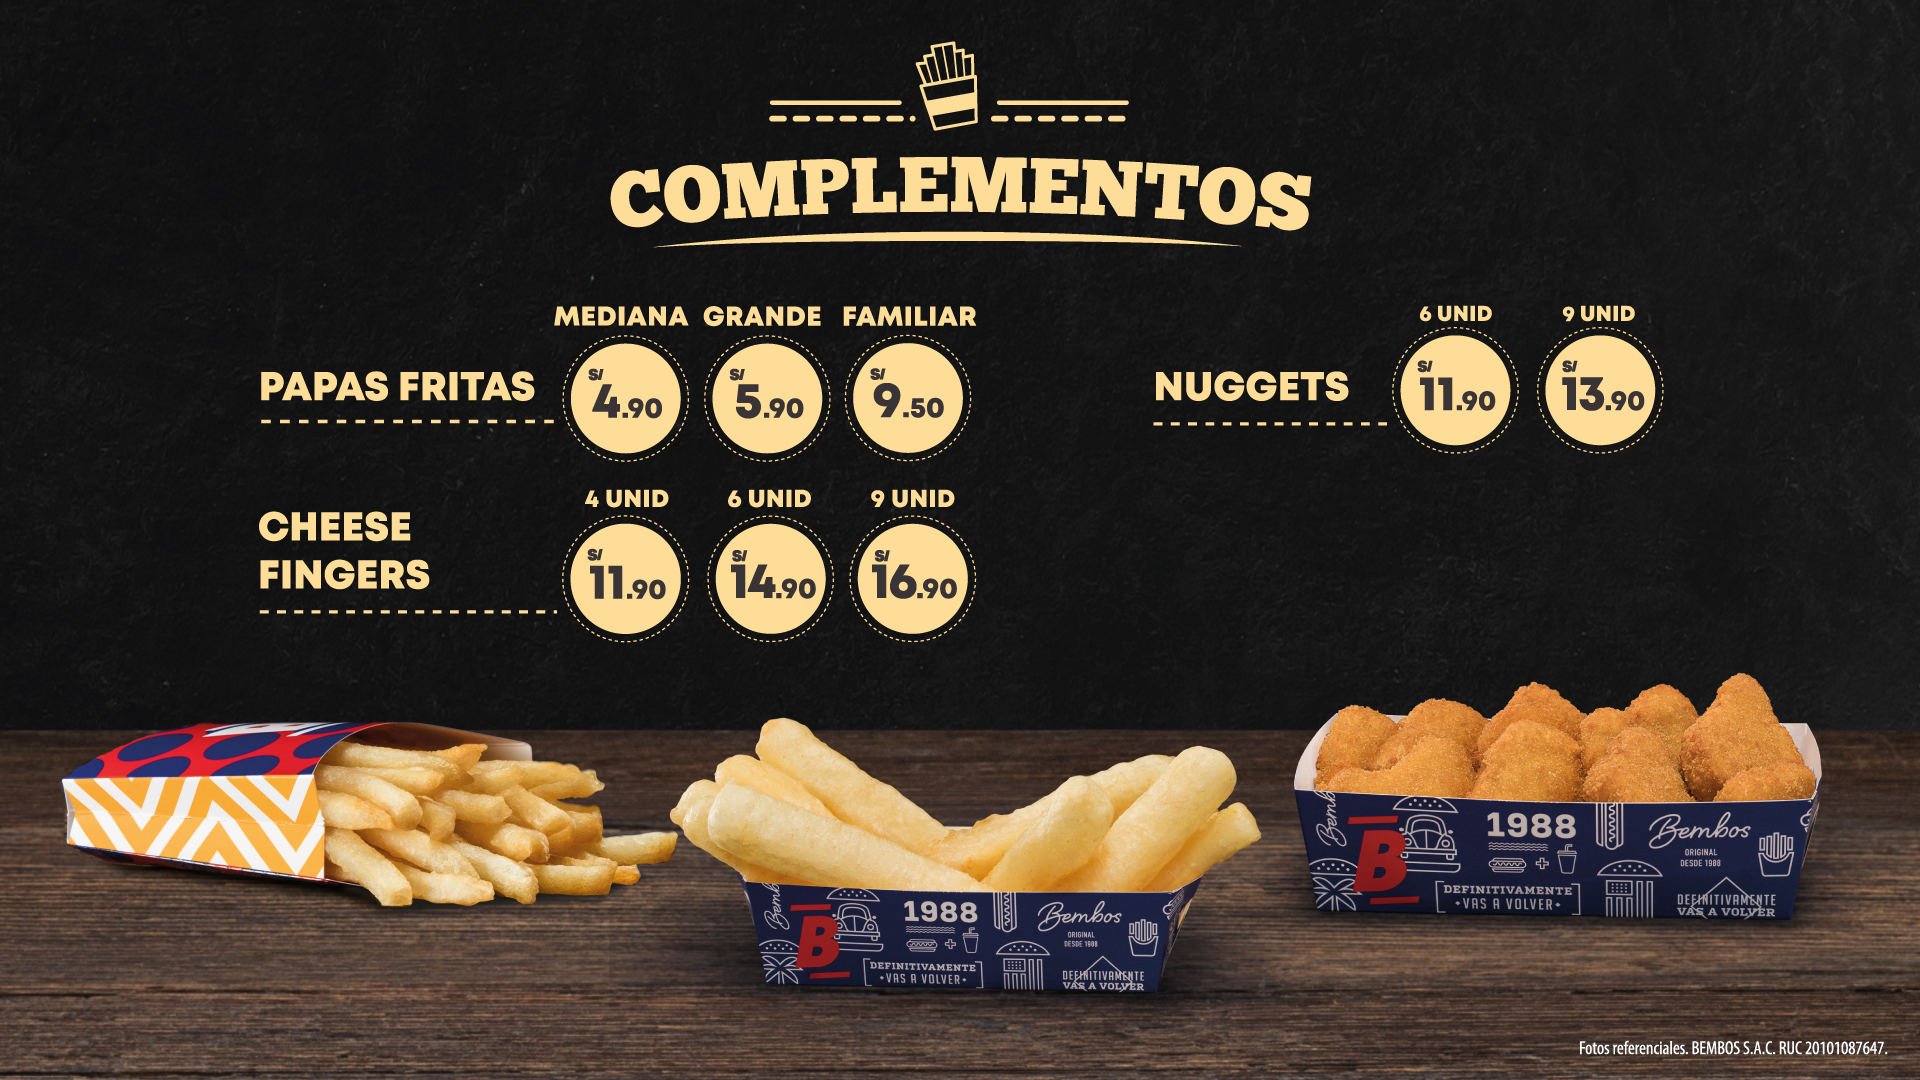 COMPLEMENTOS
MEDIANA GRANDE FAMILIAR
PAPAS FRITAS
S/ 4.90 S/ 5.90 S/ 9.50
6 UNID 9 UNID
NUGGETS
S/ 11.90 S/ 13.90
4 UNID 6 UNID 9 UNID
CHEESE
FINGERS
S/ 11.90 S/ 14.90 S/ 16.90
Bemb
B
1988
Bembos
ORIGINAL
DESDE 1988
DEFINITIVAMENTE
•VAS A VOLVER•
DEFINITIVAMENTE
VAS A VOLVER
Bemb
B
1988
Bembos
ORIGINAL
DESDE 1988
DEFINITIVAMENTE
•VAS A VOLVER•
DEFINITIVAMENTE
VAS A VOLVER
Fotos referenciales. BEMBOS S.A.C. RUC 20101087647.